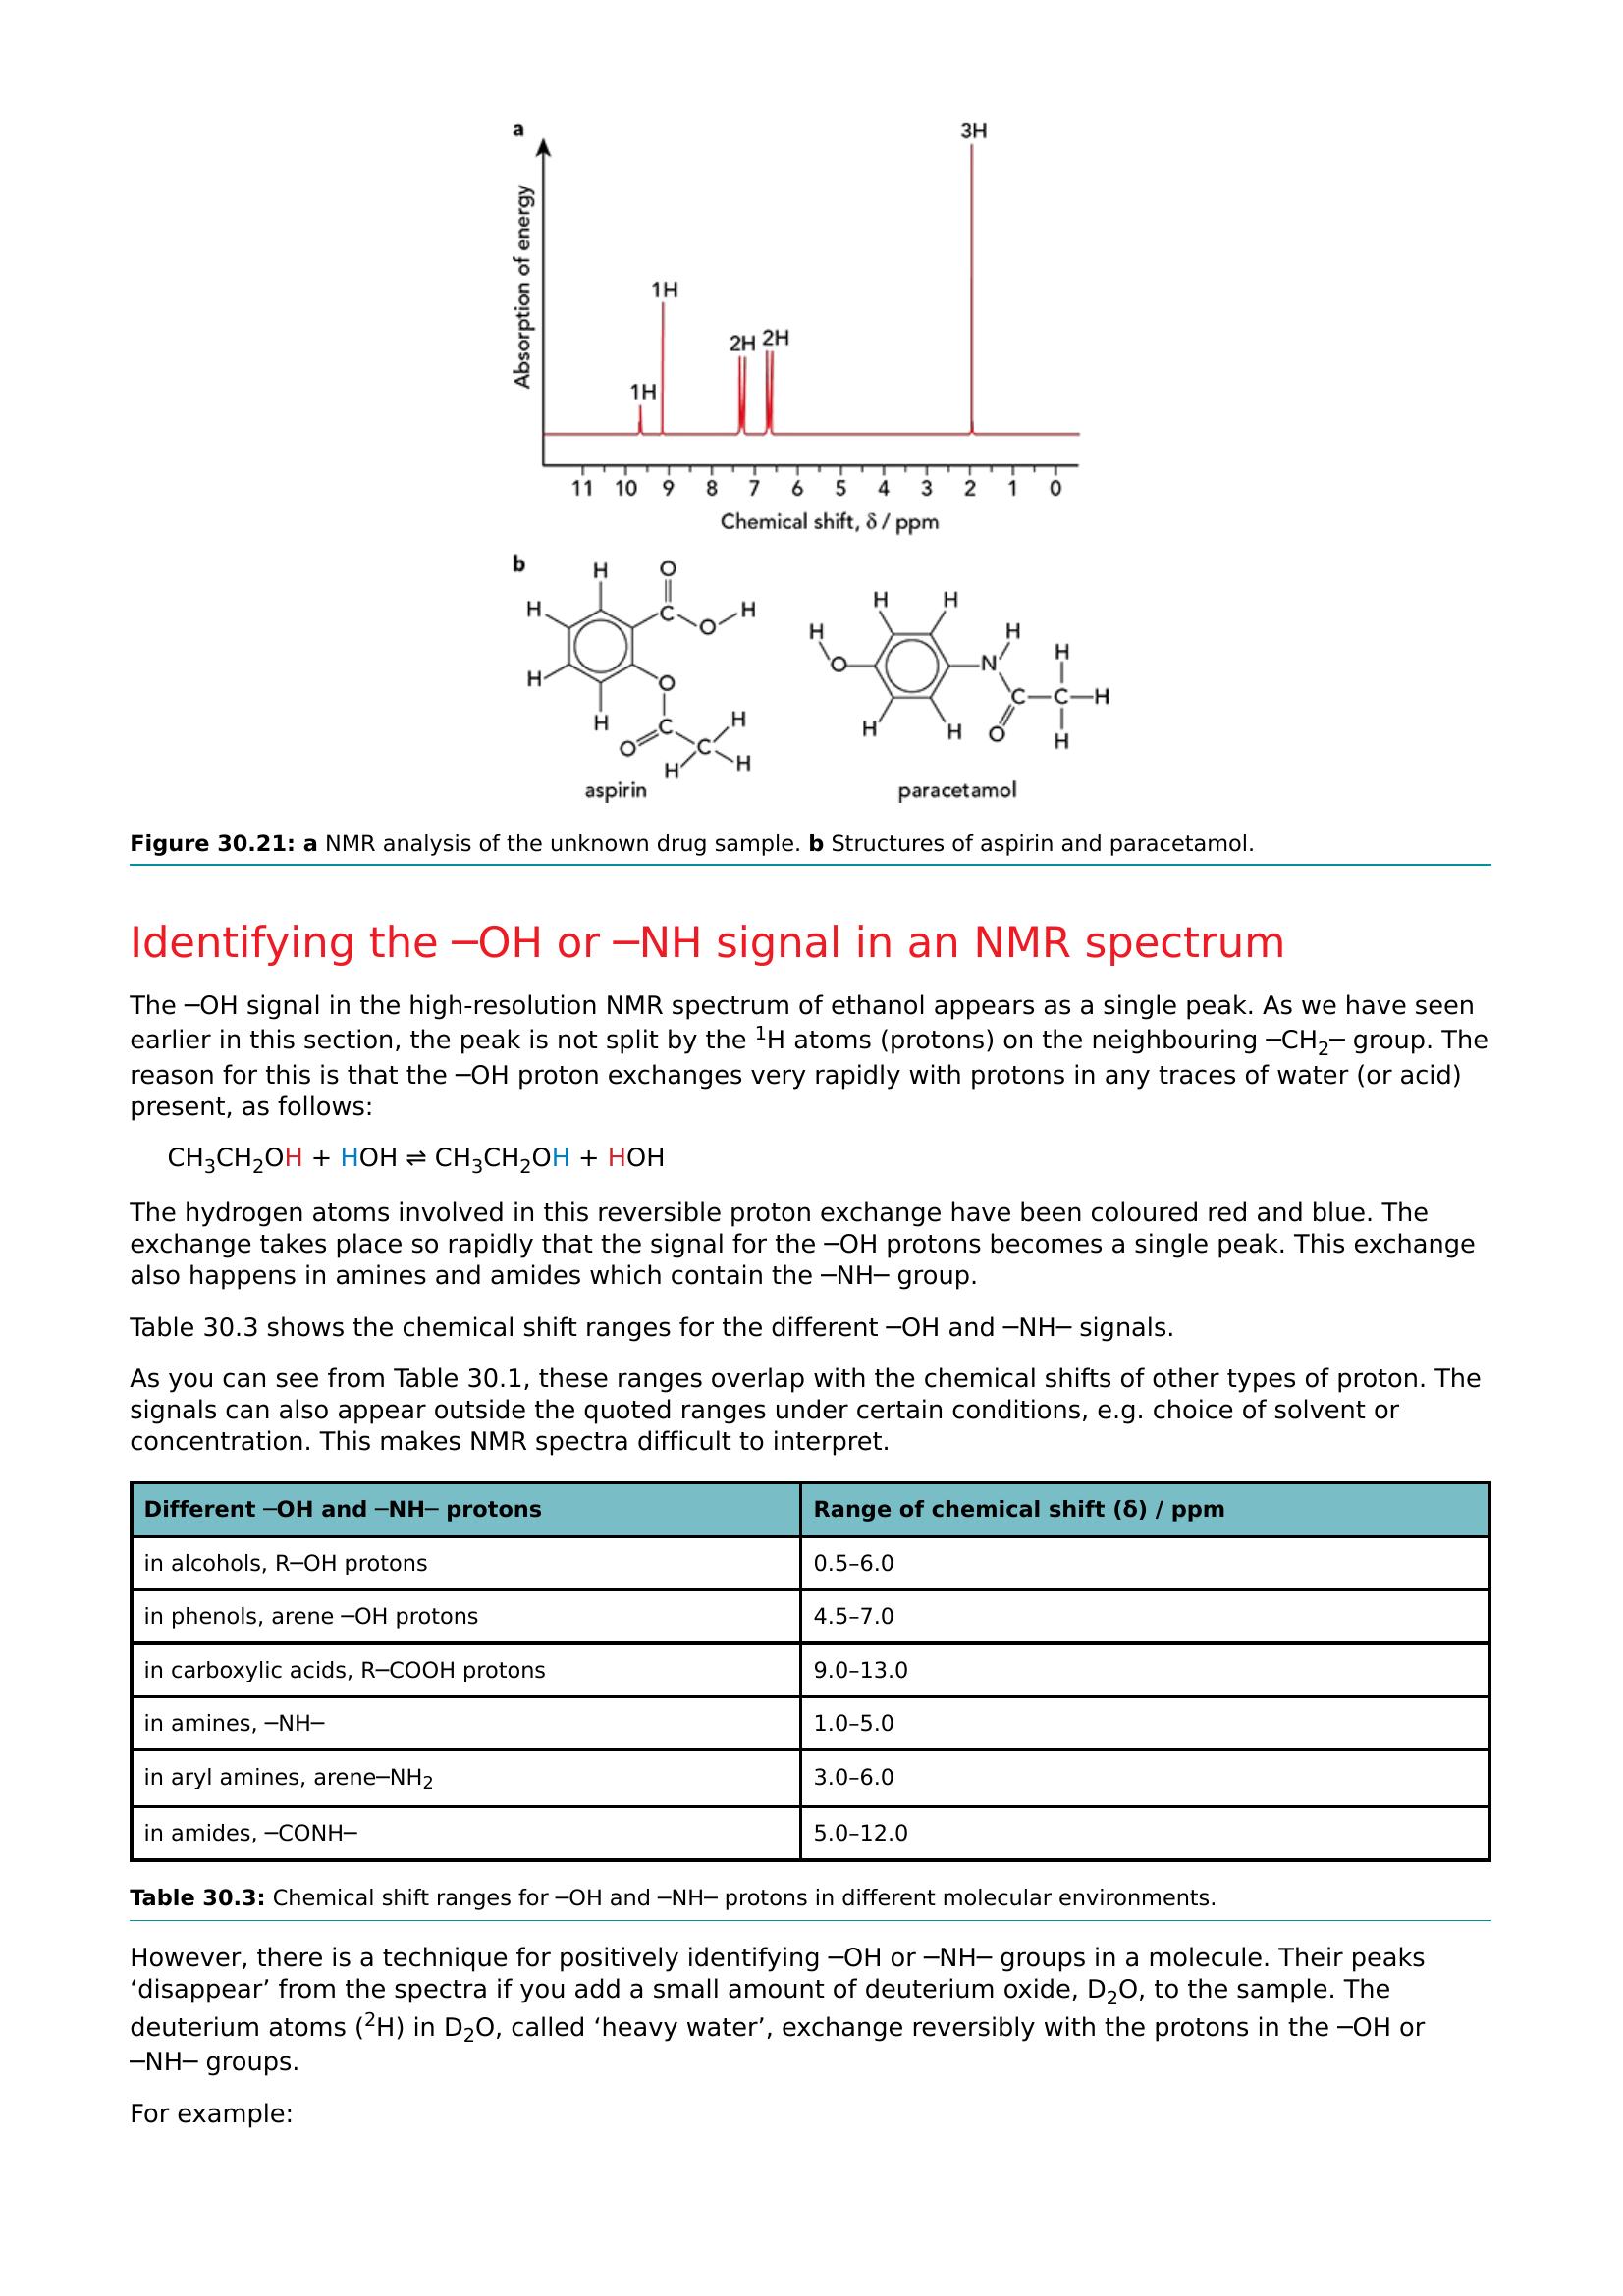 a
3H
Absorption of energy
1H
2H 2H
1H
11 10 9 8 7 6 5 4 3 2 1 0
Chemical shift, δ / ppm
b
H O
H C H
O
H O
H C H
O C
H H
aspirin
H H
H H H
O N
C C H
H H O H
paracetamol
Figure 30.21: a NMR analysis of the unknown drug sample. b Structures of aspirin and paracetamol.
Identifying the —OH or —NH signal in an NMR spectrum
The —OH signal in the high-resolution NMR spectrum of ethanol appears as a single peak. As we have seen
earlier in this section, the peak is not split by the ¹H atoms (protons) on the neighbouring —CH₂— group. The
reason for this is that the —OH proton exchanges very rapidly with protons in any traces of water (or acid)
present, as follows:
CH₃CH₂OH + HOH ⇌ CH₃CH₂OH + HOH
The hydrogen atoms involved in this reversible proton exchange have been coloured red and blue. The
exchange takes place so rapidly that the signal for the —OH protons becomes a single peak. This exchange
also happens in amines and amides which contain the —NH— group.
Table 30.3 shows the chemical shift ranges for the different —OH and —NH— signals.
As you can see from Table 30.1, these ranges overlap with the chemical shifts of other types of proton. The
signals can also appear outside the quoted ranges under certain conditions, e.g. choice of solvent or
concentration. This makes NMR spectra difficult to interpret.
Different —OH and —NH— protons Range of chemical shift (δ) / ppm
in alcohols, R—OH protons 0.5–6.0
in phenols, arene —OH protons 4.5–7.0
in carboxylic acids, R—COOH protons 9.0–13.0
in amines, —NH— 1.0–5.0
in aryl amines, arene—NH₂ 3.0–6.0
in amides, —CONH— 5.0–12.0
Table 30.3: Chemical shift ranges for —OH and —NH— protons in different molecular environments.
However, there is a technique for positively identifying —OH or —NH— groups in a molecule. Their peaks
‘disappear’ from the spectra if you add a small amount of deuterium oxide, D₂O, to the sample. The
deuterium atoms (²H) in D₂O, called ‘heavy water’, exchange reversibly with the protons in the —OH or
—NH— groups.
For example: